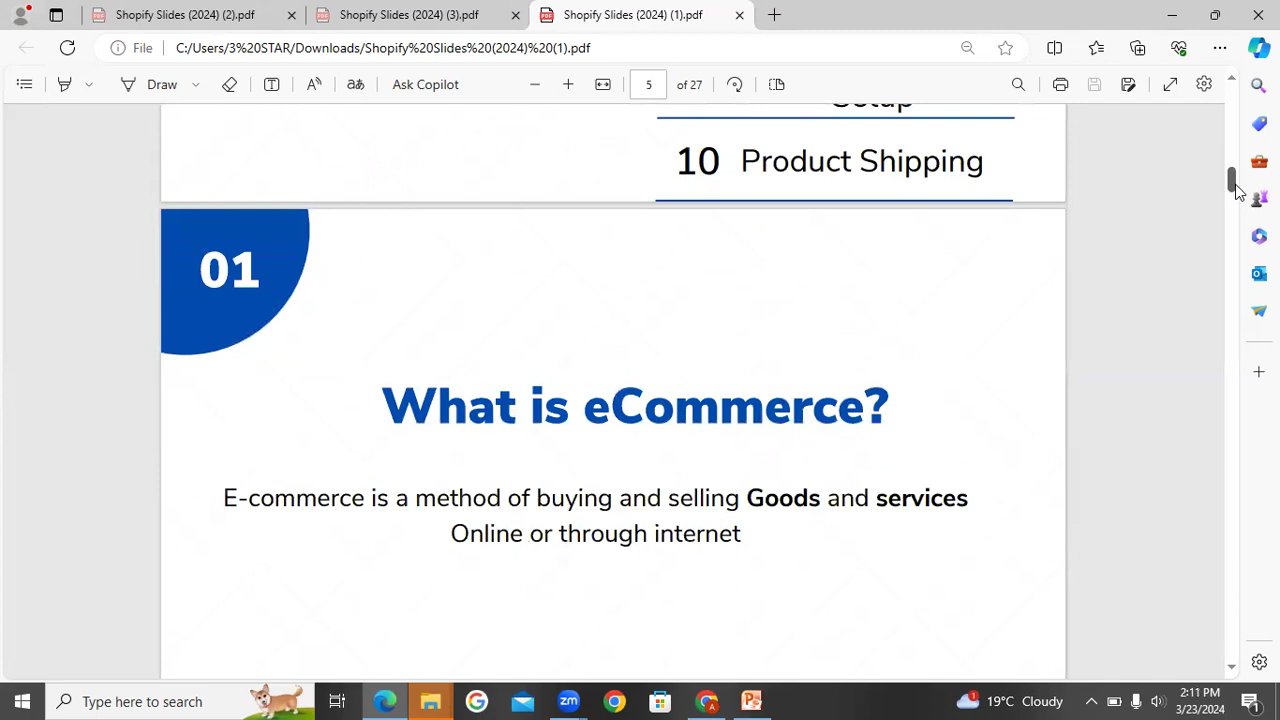 Shopify Slides (2024) (2).pdf
Shopify Slides (2024) (3).pdf
Shopify Slides (2024) (1).pdf
File
C:/Users/3%20STAR/Downloads/Shopify%20Slides%20(2024)%20(1).pdf
Draw
aあ
Ask Copilot
5 of 27
Setup
10 Product Shipping
01
What is eCommerce?
E-commerce is a method of buying and selling Goods and services
Online or through internet
Type here to search
19°C Cloudy
2:11 PM
3/23/2024